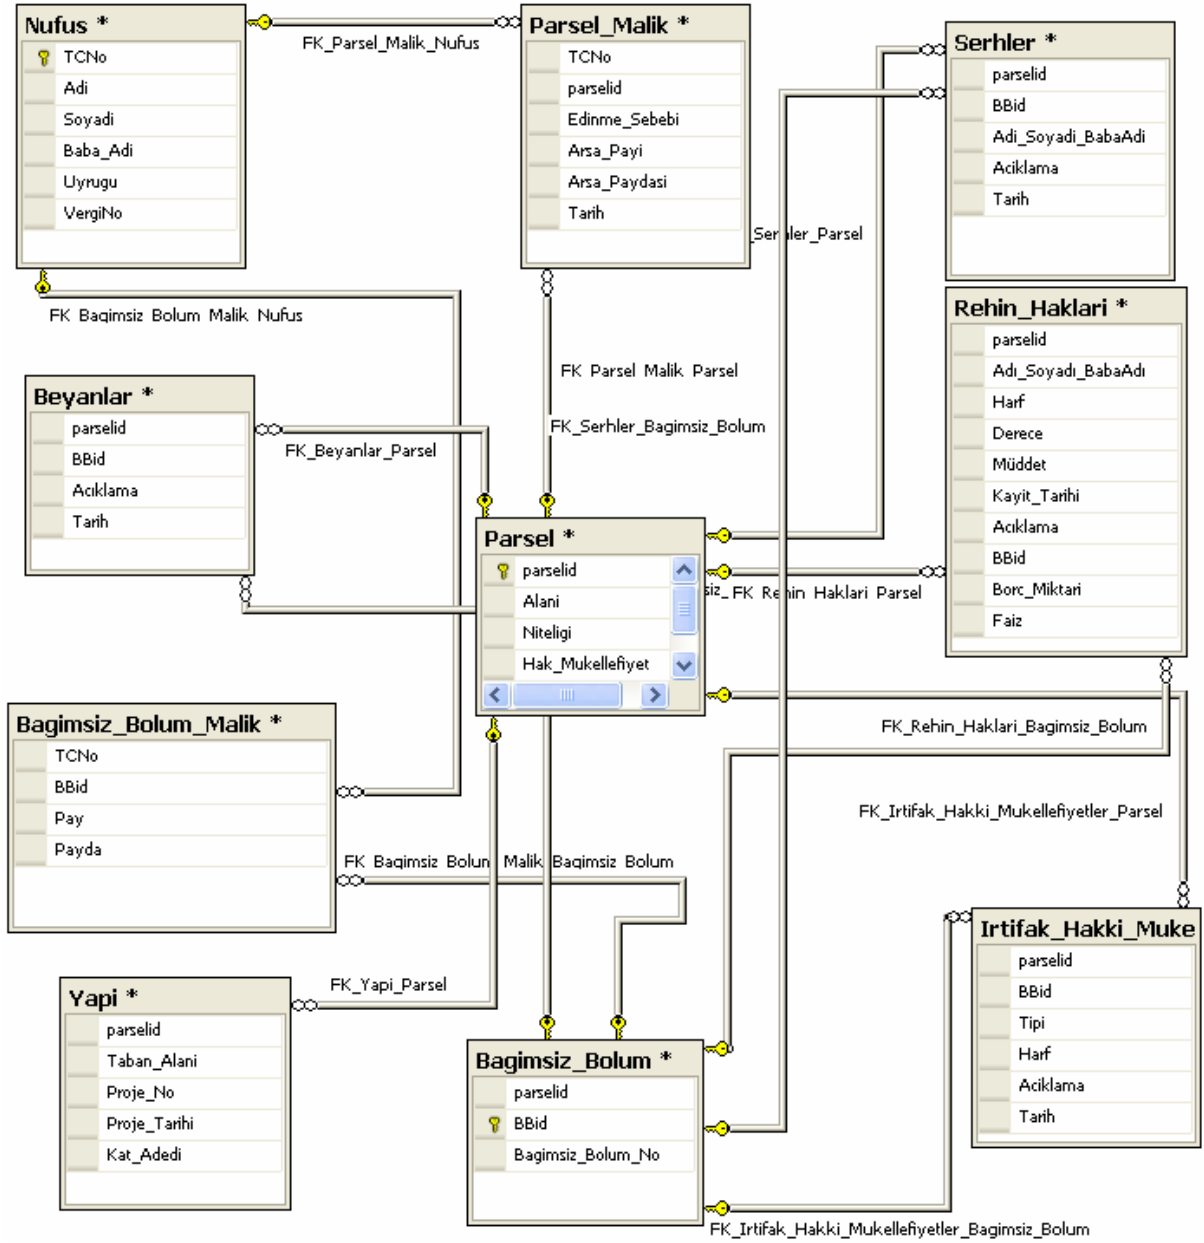 Nufus *
TCNo
Adi
Soyadi
Baba_Adi
Uyrugu
VergiNo
FK_Parsel_Malik_Nufus
Parsel_Malik *
TCNo
parselid
Edinme_Sebebi
Arsa_Payi
Arsa_Paydasi
Tarih
Serhler *
parselid
BBid
Adi_Soyadi_BabaAdi
Aciklama
Tarih
_Serhler_Parsel
FK_Bagimsiz_Bolum_Malik_Nufus
Rehin_Haklari *
parselid
Adı_Soyadı_BabaAdı
Harf
Derece
Müddet
Kayit_Tarihi
Acıklama
BBid
Borc_Miktari
Faiz
FK_Parsel_Malik_Parsel
FK_Serhler_Bagimsiz_Bolum
Beyanlar *
parselid
BBid
Acıklama
Tarih
FK_Beyanlar_Parsel
Parsel *
parselid
Alani
Niteligi
Hak_Mukellefiyet
siz_
FK_Rehin_Haklari_Parsel
Bagimsiz_Bolum_Malik *
TCNo
BBid
Pay
Payda
FK_Rehin_Haklari_Bagimsiz_Bolum
FK_Irtifak_Hakki_Mukellefiyetler_Parsel
FK_Bagimsiz_Bolum_Malik_Bagimsiz_Bolum
Yapi *
parselid
Taban_Alani
Proje_No
Proje_Tarihi
Kat_Adedi
FK_Yapi_Parsel
Bagimsiz_Bolum *
parselid
BBid
Bagimsiz_Bolum_No
Irtifak_Hakki_Muke
parselid
BBid
Tipi
Harf
Aciklama
Tarih
FK_Irtifak_Hakki_Mukellefiyetler_Bagimsiz_Bolum